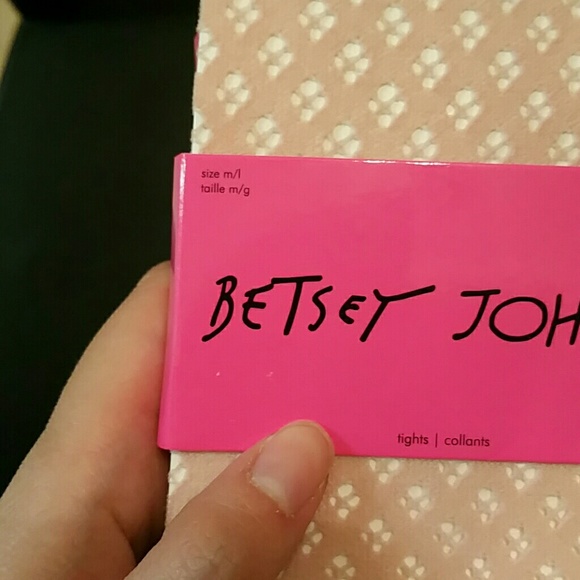 size m/l
taille m/g
BETSEY JOH
tights | collants